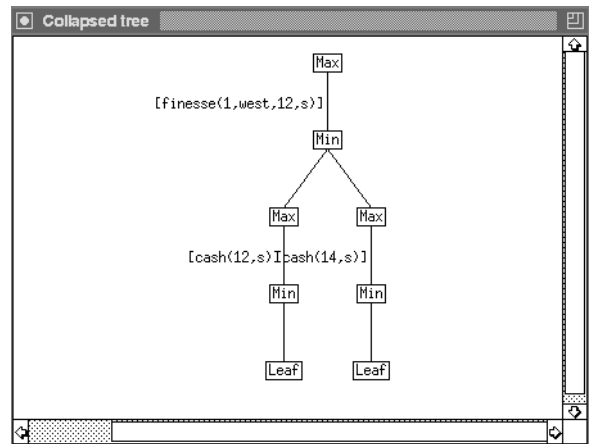 Collapsed tree
Max
[finesse(1,west,12,s)]
Min
Max Max
[cash(12,s)[cash(14,s)]
Min Min
Leaf Leaf